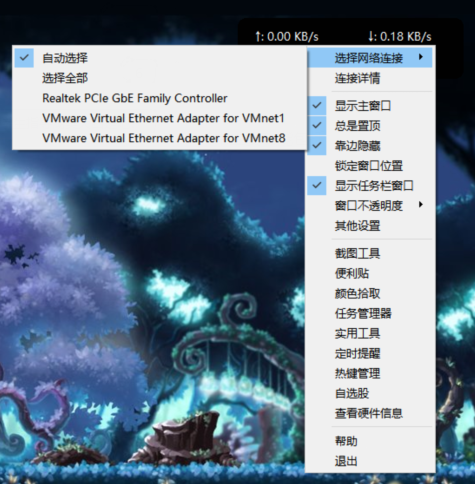 ↑: 0.00 KB/s ↓: 0.18 KB/s
选择网络连接
自动选择
选择全部
Realtek PCIe GbE Family Controller
VMware Virtual Ethernet Adapter for VMnet1
VMware Virtual Ethernet Adapter for VMnet8
连接详情
显示主窗口
总是置顶
靠边隐藏
锁定窗口位置
显示任务栏窗口
窗口不透明度
其他设置
截图工具
便利贴
颜色拾取
任务管理器
实用工具
定时提醒
热键管理
自选股
查看硬件信息
帮助
退出